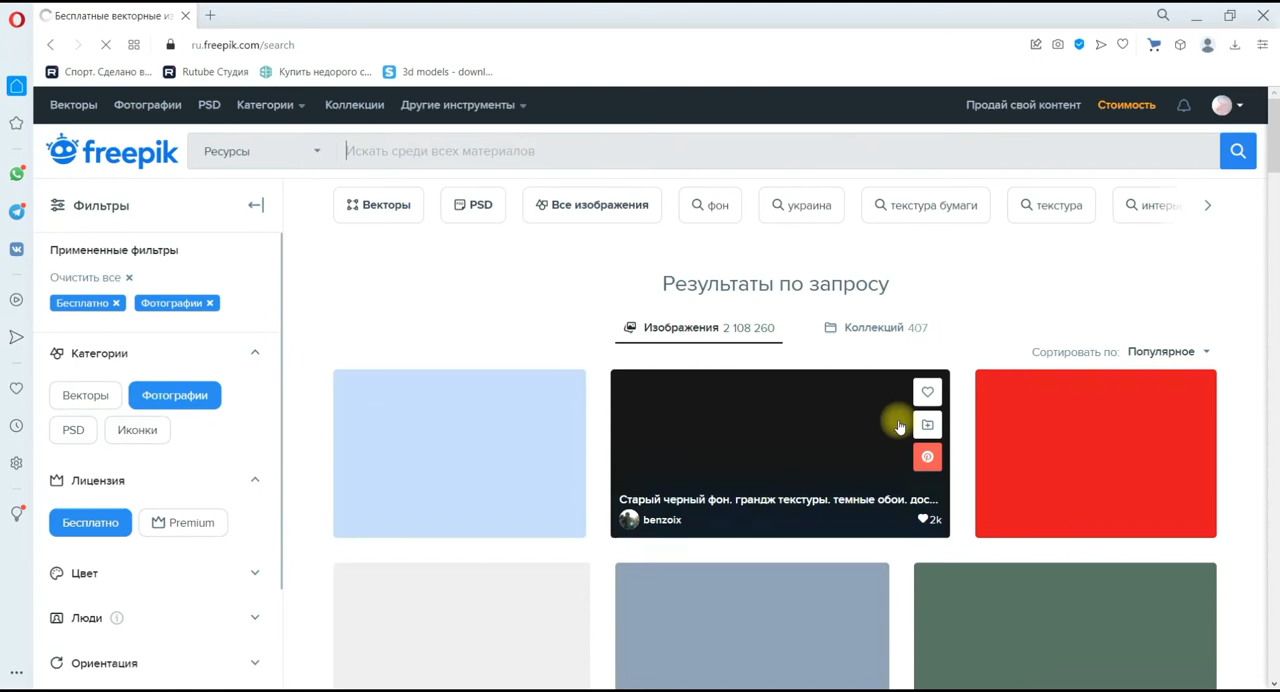 Бесплатные векторные из
ru.freepik.com/search
Спорт. Сделано в... Rutube Студия Купить недорого с... 3d models - downl...
Векторы Фотографии PSD Категории Коллекции Другие инструменты Продай свой контент Стоимость
freepik Ресурсы Искать среди всех материалов
Фильтры
Векторы PSD Все изображения фон украина текстура бумаги текстура интерь
Примененные фильтры
Очистить все ×
Бесплатно × Фотографии ×
Результаты по запросу
Изображения 2 108 260 Коллекций 407
Сортировать по: Популярное
Категории
Векторы Фотографии
PSD Иконки
Лицензия
Бесплатно Premium
Старый черный фон. грандж текстуры. темные обои. дос...
benzoix 2k
Цвет
Люди
Ориентация